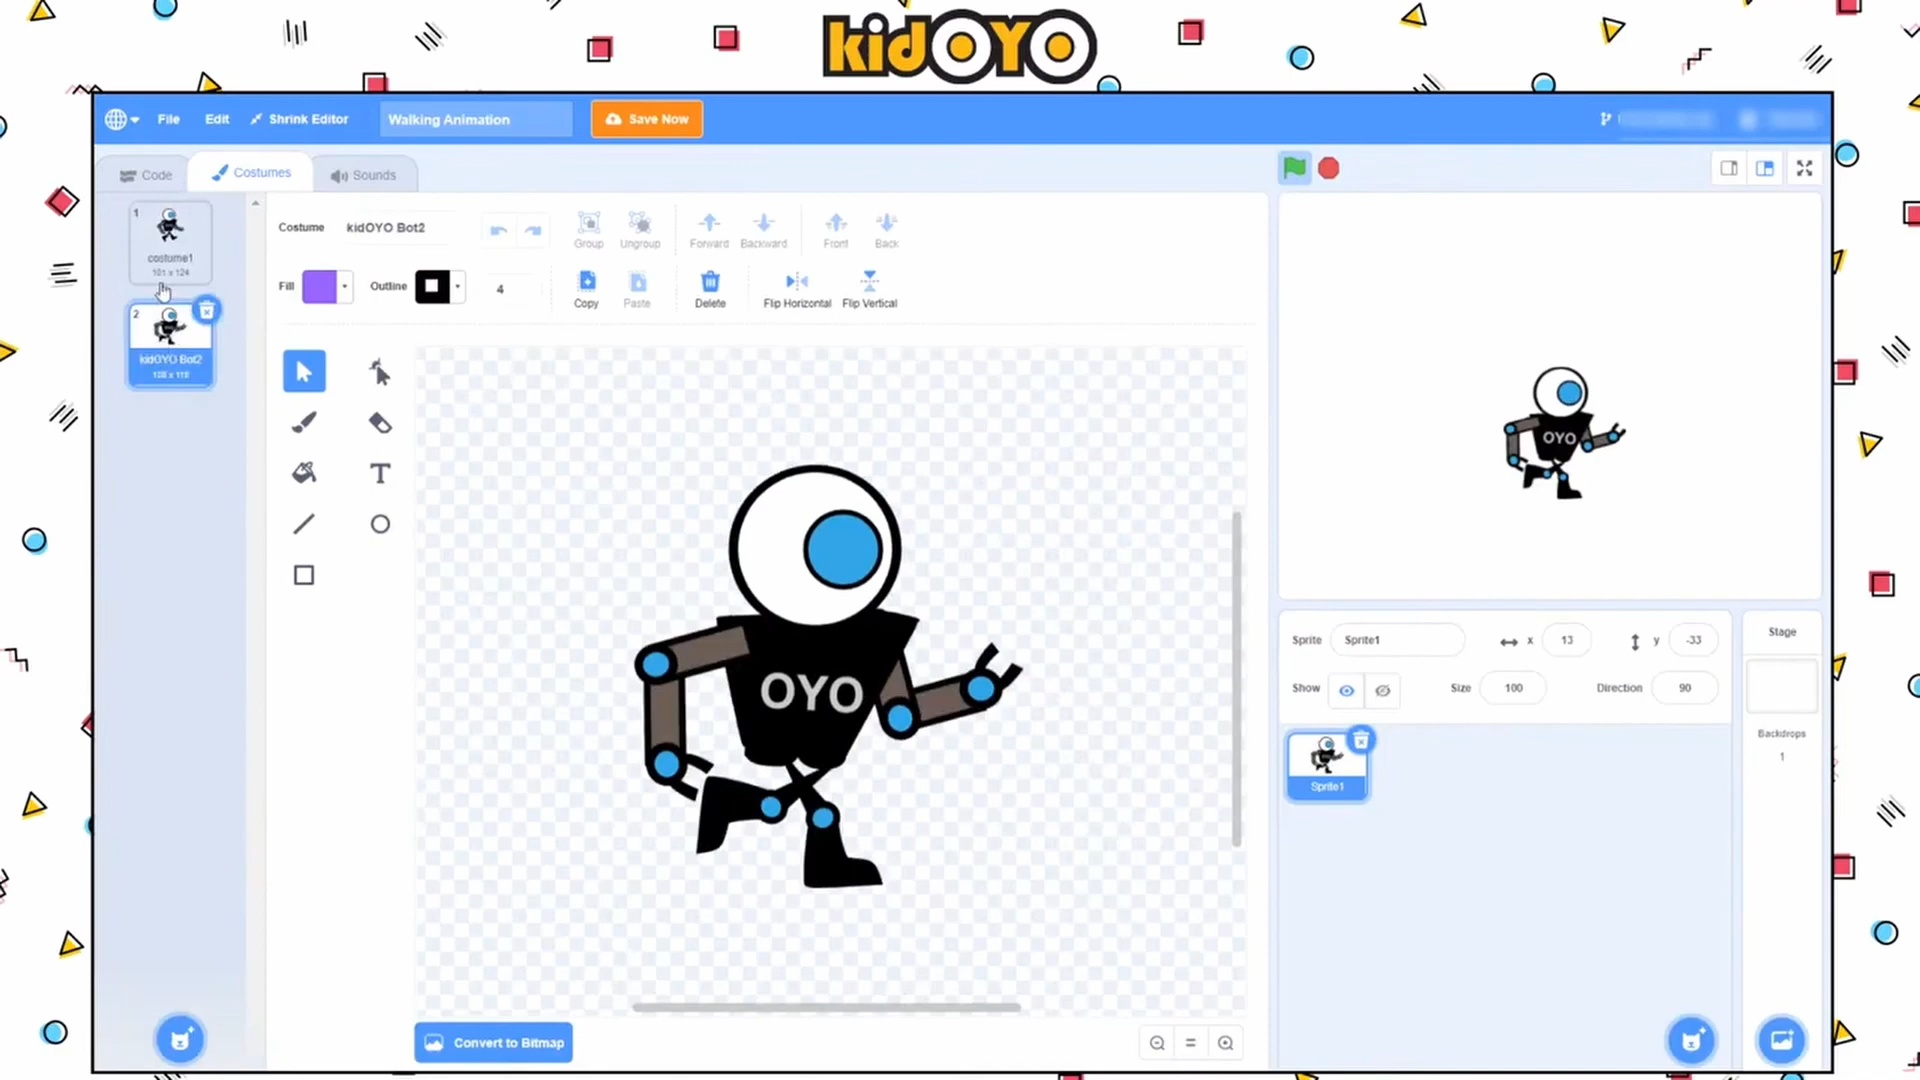 kidOYO
File Edit Shrink Editor Walking Animation Save Now
Code Costumes Sounds
1
costume1
101 x 124
2
kidOYO Bot2
Costume kidOYO Bot2
Group Ungroup Forward Backward Front Back
Fill Outline 4
Copy Paste Delete Flip Horizontal Flip Vertical
T
OYO
Convert to Bitmap
OYO
Sprite Sprite1 x 13 y -33
Show Size 100 Direction 90
Sprite1
Stage
Backdrops
1